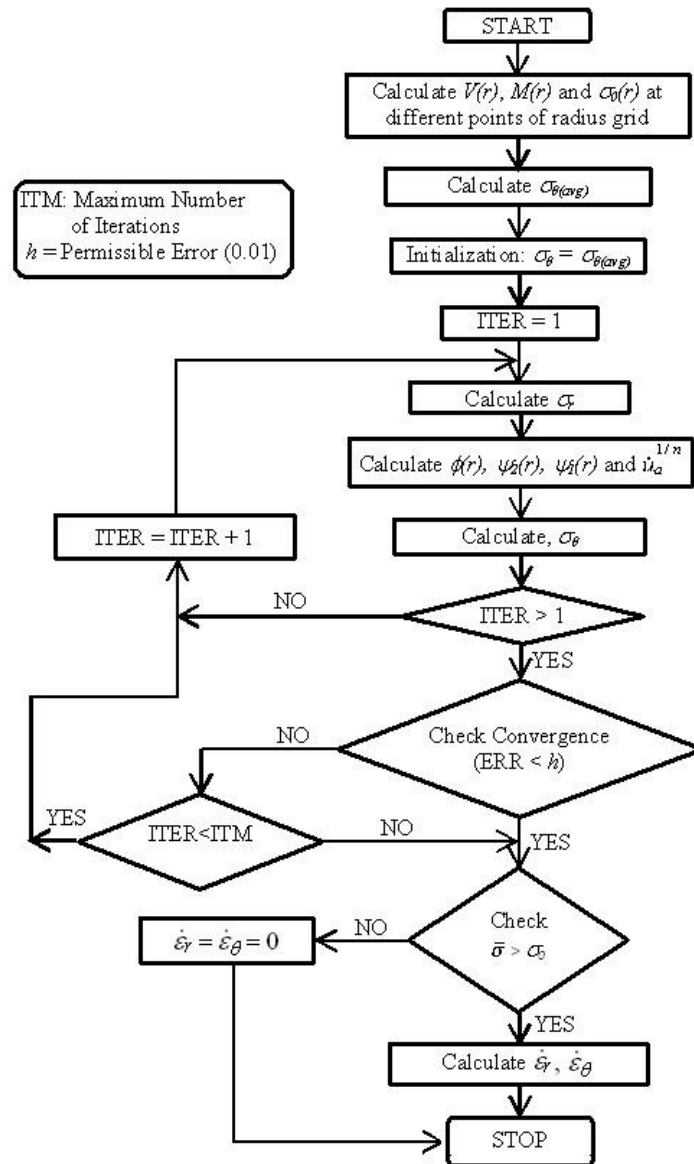 START
Calculate V(r), M(r) and σ₀(r) at
different points of radius grid
Calculate σθ(avg)
ITM: Maximum Number
of Iterations
h = Permissible Error (0.01)
Initialization: σθ = σθ(avg)
ITER = 1
Calculate σr
Calculate ϕ(r), ψ₂(r), ψ₁(r) and u̇a^1/n
ITER = ITER + 1
Calculate, σθ
NO
ITER > 1
YES
Check Convergence
(ERR < h)
NO
YES
ITER<ITM
NO
YES
Check
σ̄ > σ₀
NO
ε̇r = ε̇θ = 0
YES
Calculate ε̇r , ε̇θ
STOP